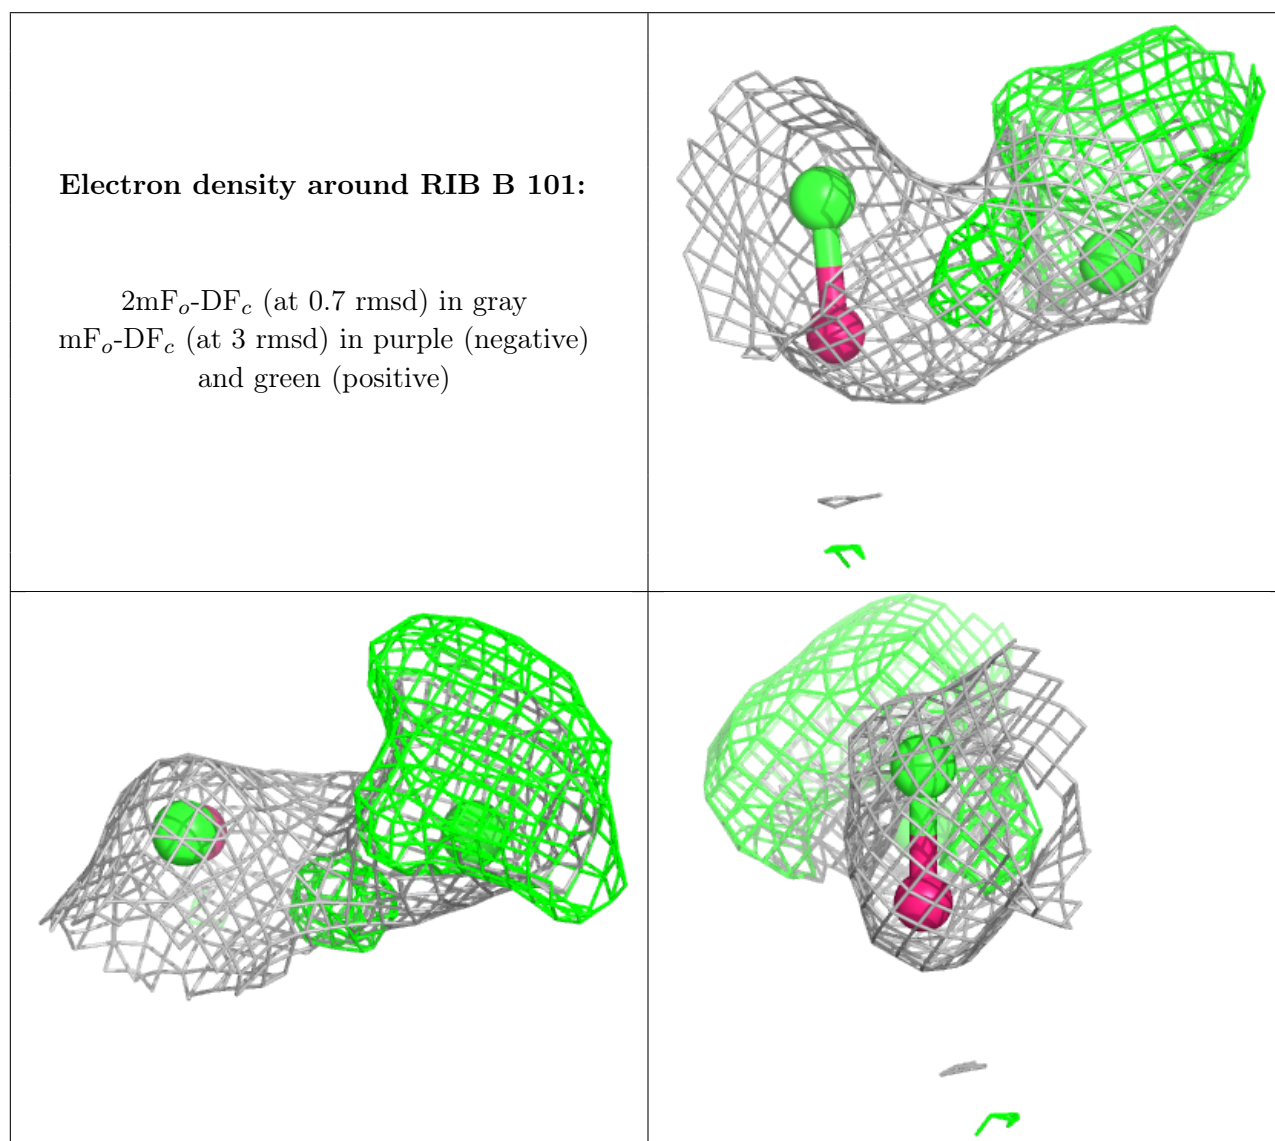 Electron density around RIB B 101:
2mFo-DFc (at 0.7 rmsd) in gray
mFo-DFc (at 3 rmsd) in purple (negative)
and green (positive)